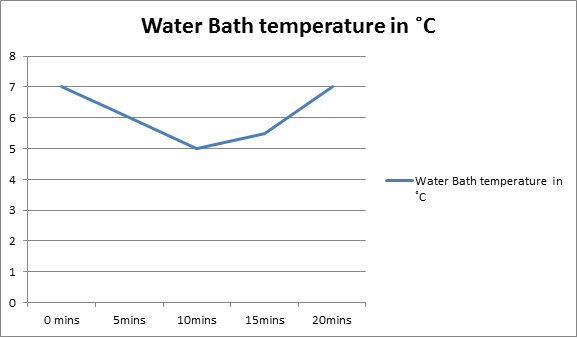 Water Bath temperature in ˚C
8
7
6
5
4
3
2
1
0
0 mins 5mins 10mins 15mins 20mins
Water Bath temperature in
˚C